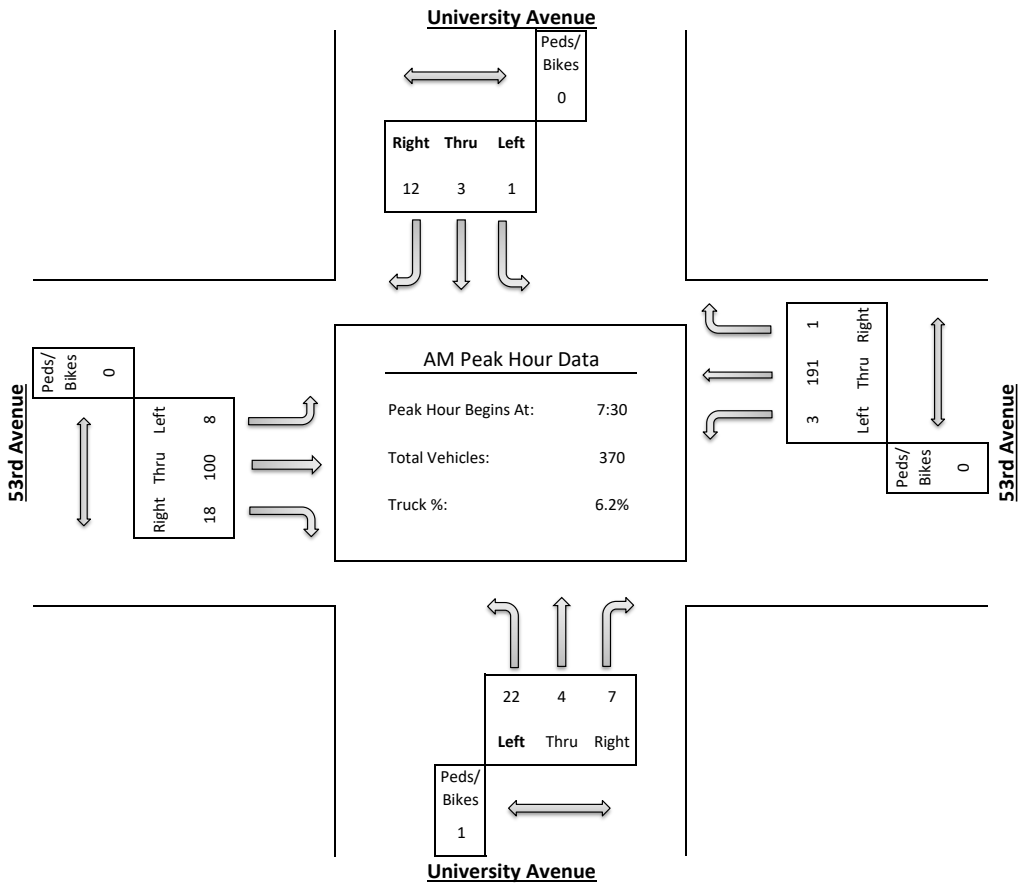 University Avenue
Peds/
Bikes
0
Right Thru Left
12 3 1
53rd Avenue
Peds/
Bikes
0
Left 8
Thru 100
Right 18
AM Peak Hour Data
Peak Hour Begins At: 7:30
Total Vehicles: 370
Truck %: 6.2%
1 Right
191 Thru
3 Left
Peds/
Bikes
0
53rd Avenue
22 4 7
Left Thru Right
Peds/
Bikes
1
University Avenue